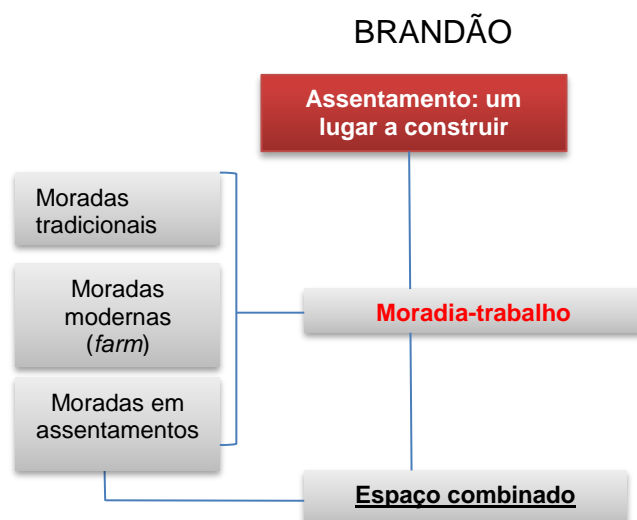 BRANDÃO
Assentamento: um
lugar a construir
Moradas
tradicionais
Moradas
modernas
(farm)
Moradia-trabalho
Moradas em
assentamentos
Espaço combinado